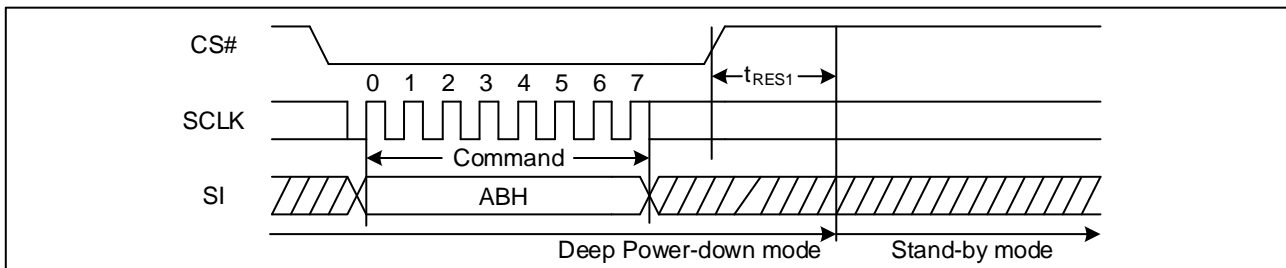 CS#
tRES1
0 1 2 3 4 5 6 7
SCLK
Command
SI
ABH
Deep Power-down mode
Stand-by mode